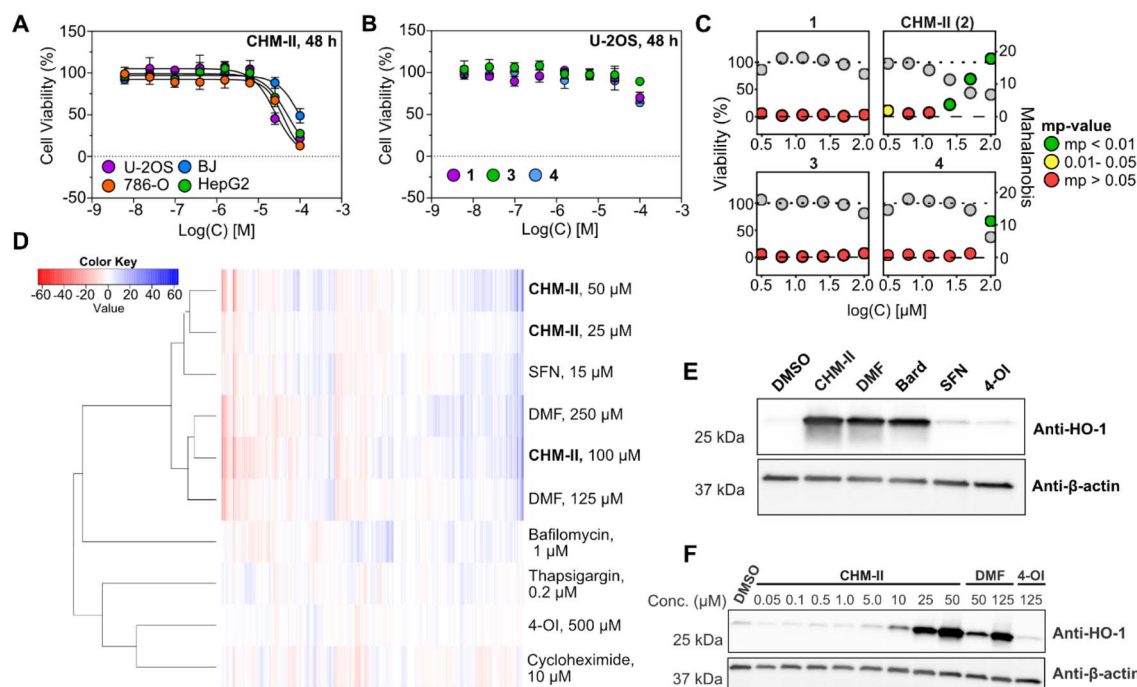 A
CHM-II, 48 h
Cell Viability (%)
150
100
50
0
50
-9 -8 -7 -6 -5 -4 -3
Log(C) [M]
U-2OS
BJ
786-O
HepG2
B
U-2OS, 48 h
Cell Viability (%)
150
100
50
0
50
-9 -8 -7 -6 -5 -4 -3
Log(C) [M]
1 3 4
C
1
CHM-II (2)
3
4
Viability (%)
100
50
0
100
50
0
Mahalanobis
20
10
0
20
10
0
0.5 1.0 1.5 2.0
0.5 1.0 1.5 2.0
log(C) [µM]
mp-value
mp < 0.01
0.01- 0.05
mp > 0.05
D
Color Key
-60 -40 -20 0 20 40 60
Value
CHM-II, 50 µM
CHM-II, 25 µM
SFN, 15 µM
DMF, 250 µM
CHM-II, 100 µM
DMF, 125 µM
Bafilomycin,
1 µM
Thapsigargin,
0.2 µM
4-OI, 500 µM
Cycloheximide,
10 µM
E
DMSO
CHM-II
DMF
Bard
SFN
4-OI
25 kDa
Anti-HO-1
37 kDa
Anti-β-actin
F
DMSO
CHM-II
DMF
4-OI
Conc. (µM) 0.05 0.1 0.5 1.0 5.0 10 25 50 50 125 125
25 kDa
Anti-HO-1
37 kDa
Anti-β-actin